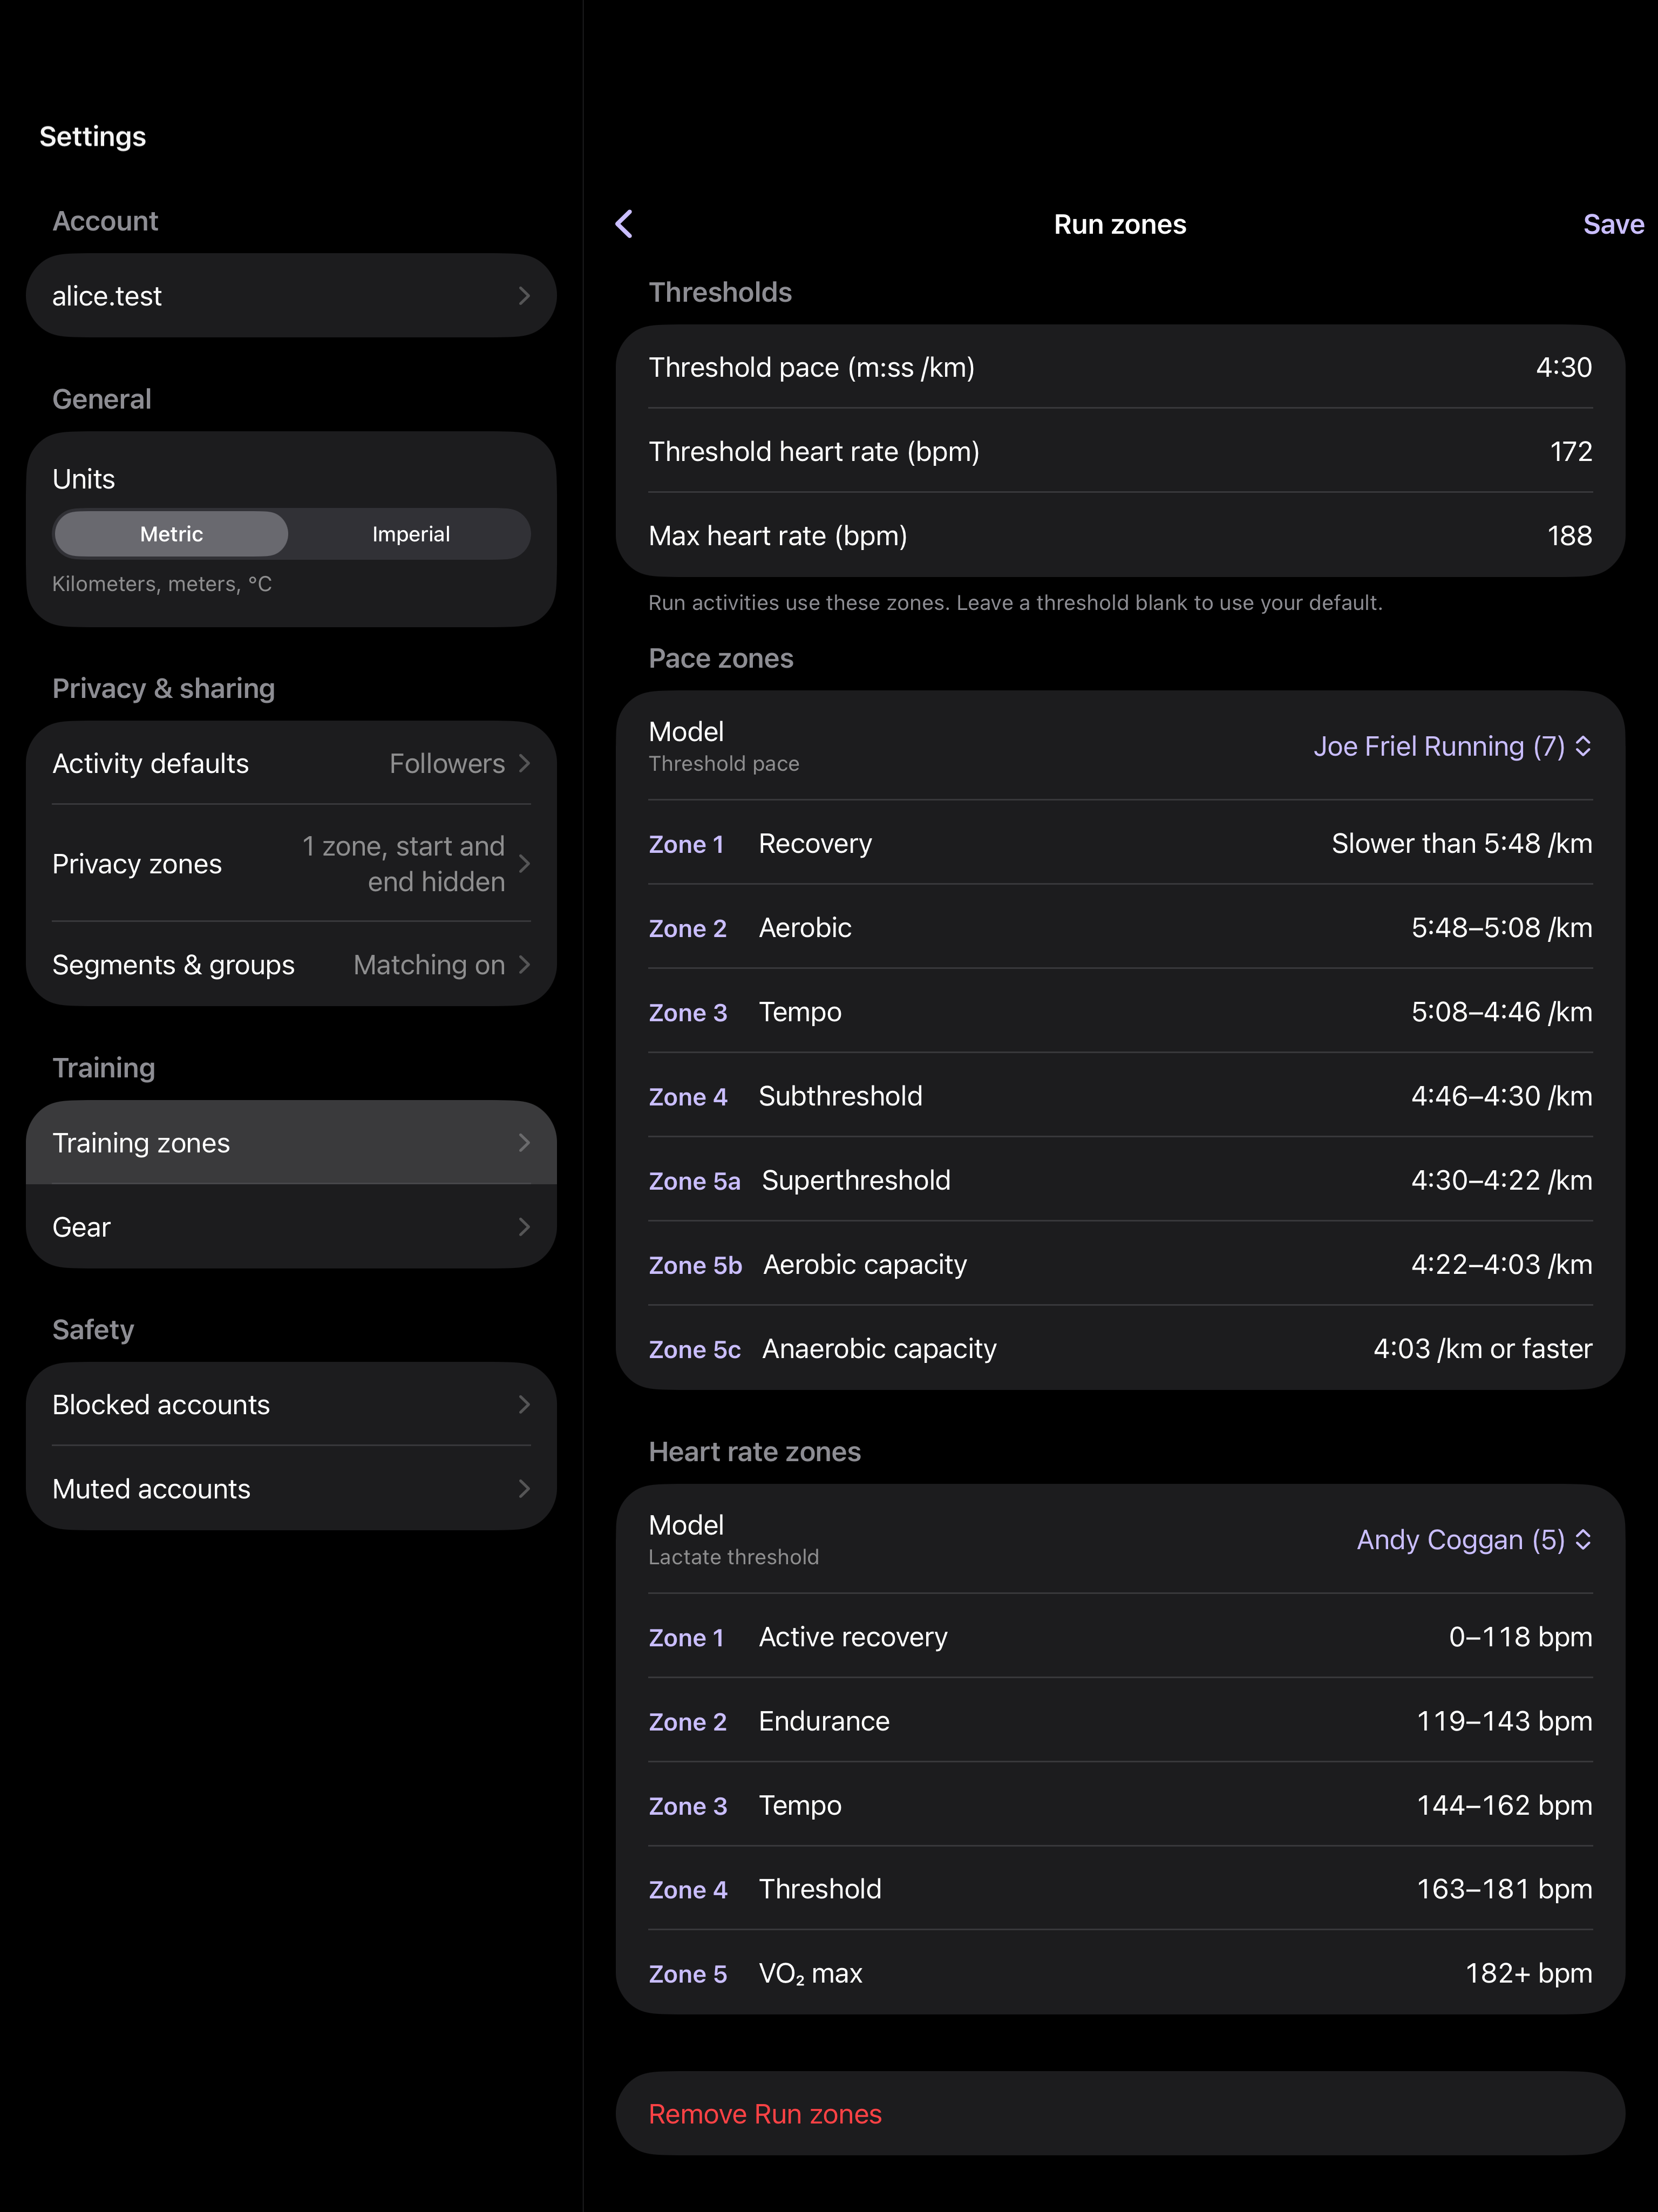 Settings
Account
alice.test
General
Units
Metric
Imperial
Kilometers, meters, °C
Privacy & sharing
Activity defaults
Followers
Privacy zones
1 zone, start and
end hidden
Segments & groups
Matching on
Training
Training zones
Gear
Safety
Blocked accounts
Muted accounts
Run zones
Save
Thresholds
Threshold pace (m:ss /km)
4:30
Threshold heart rate (bpm)
172
Max heart rate (bpm)
188
Run activities use these zones. Leave a threshold blank to use your default.
Pace zones
Model
Threshold pace
Joe Friel Running (7)
Zone 1 Recovery Slower than 5:48 /km
Zone 2 Aerobic 5:48–5:08 /km
Zone 3 Tempo 5:08–4:46 /km
Zone 4 Subthreshold 4:46–4:30 /km
Zone 5a Superthreshold 4:30–4:22 /km
Zone 5b Aerobic capacity 4:22–4:03 /km
Zone 5c Anaerobic capacity 4:03 /km or faster
Heart rate zones
Model
Lactate threshold
Andy Coggan (5)
Zone 1 Active recovery 0–118 bpm
Zone 2 Endurance 119–143 bpm
Zone 3 Tempo 144–162 bpm
Zone 4 Threshold 163–181 bpm
Zone 5 VO₂ max 182+ bpm
Remove Run zones